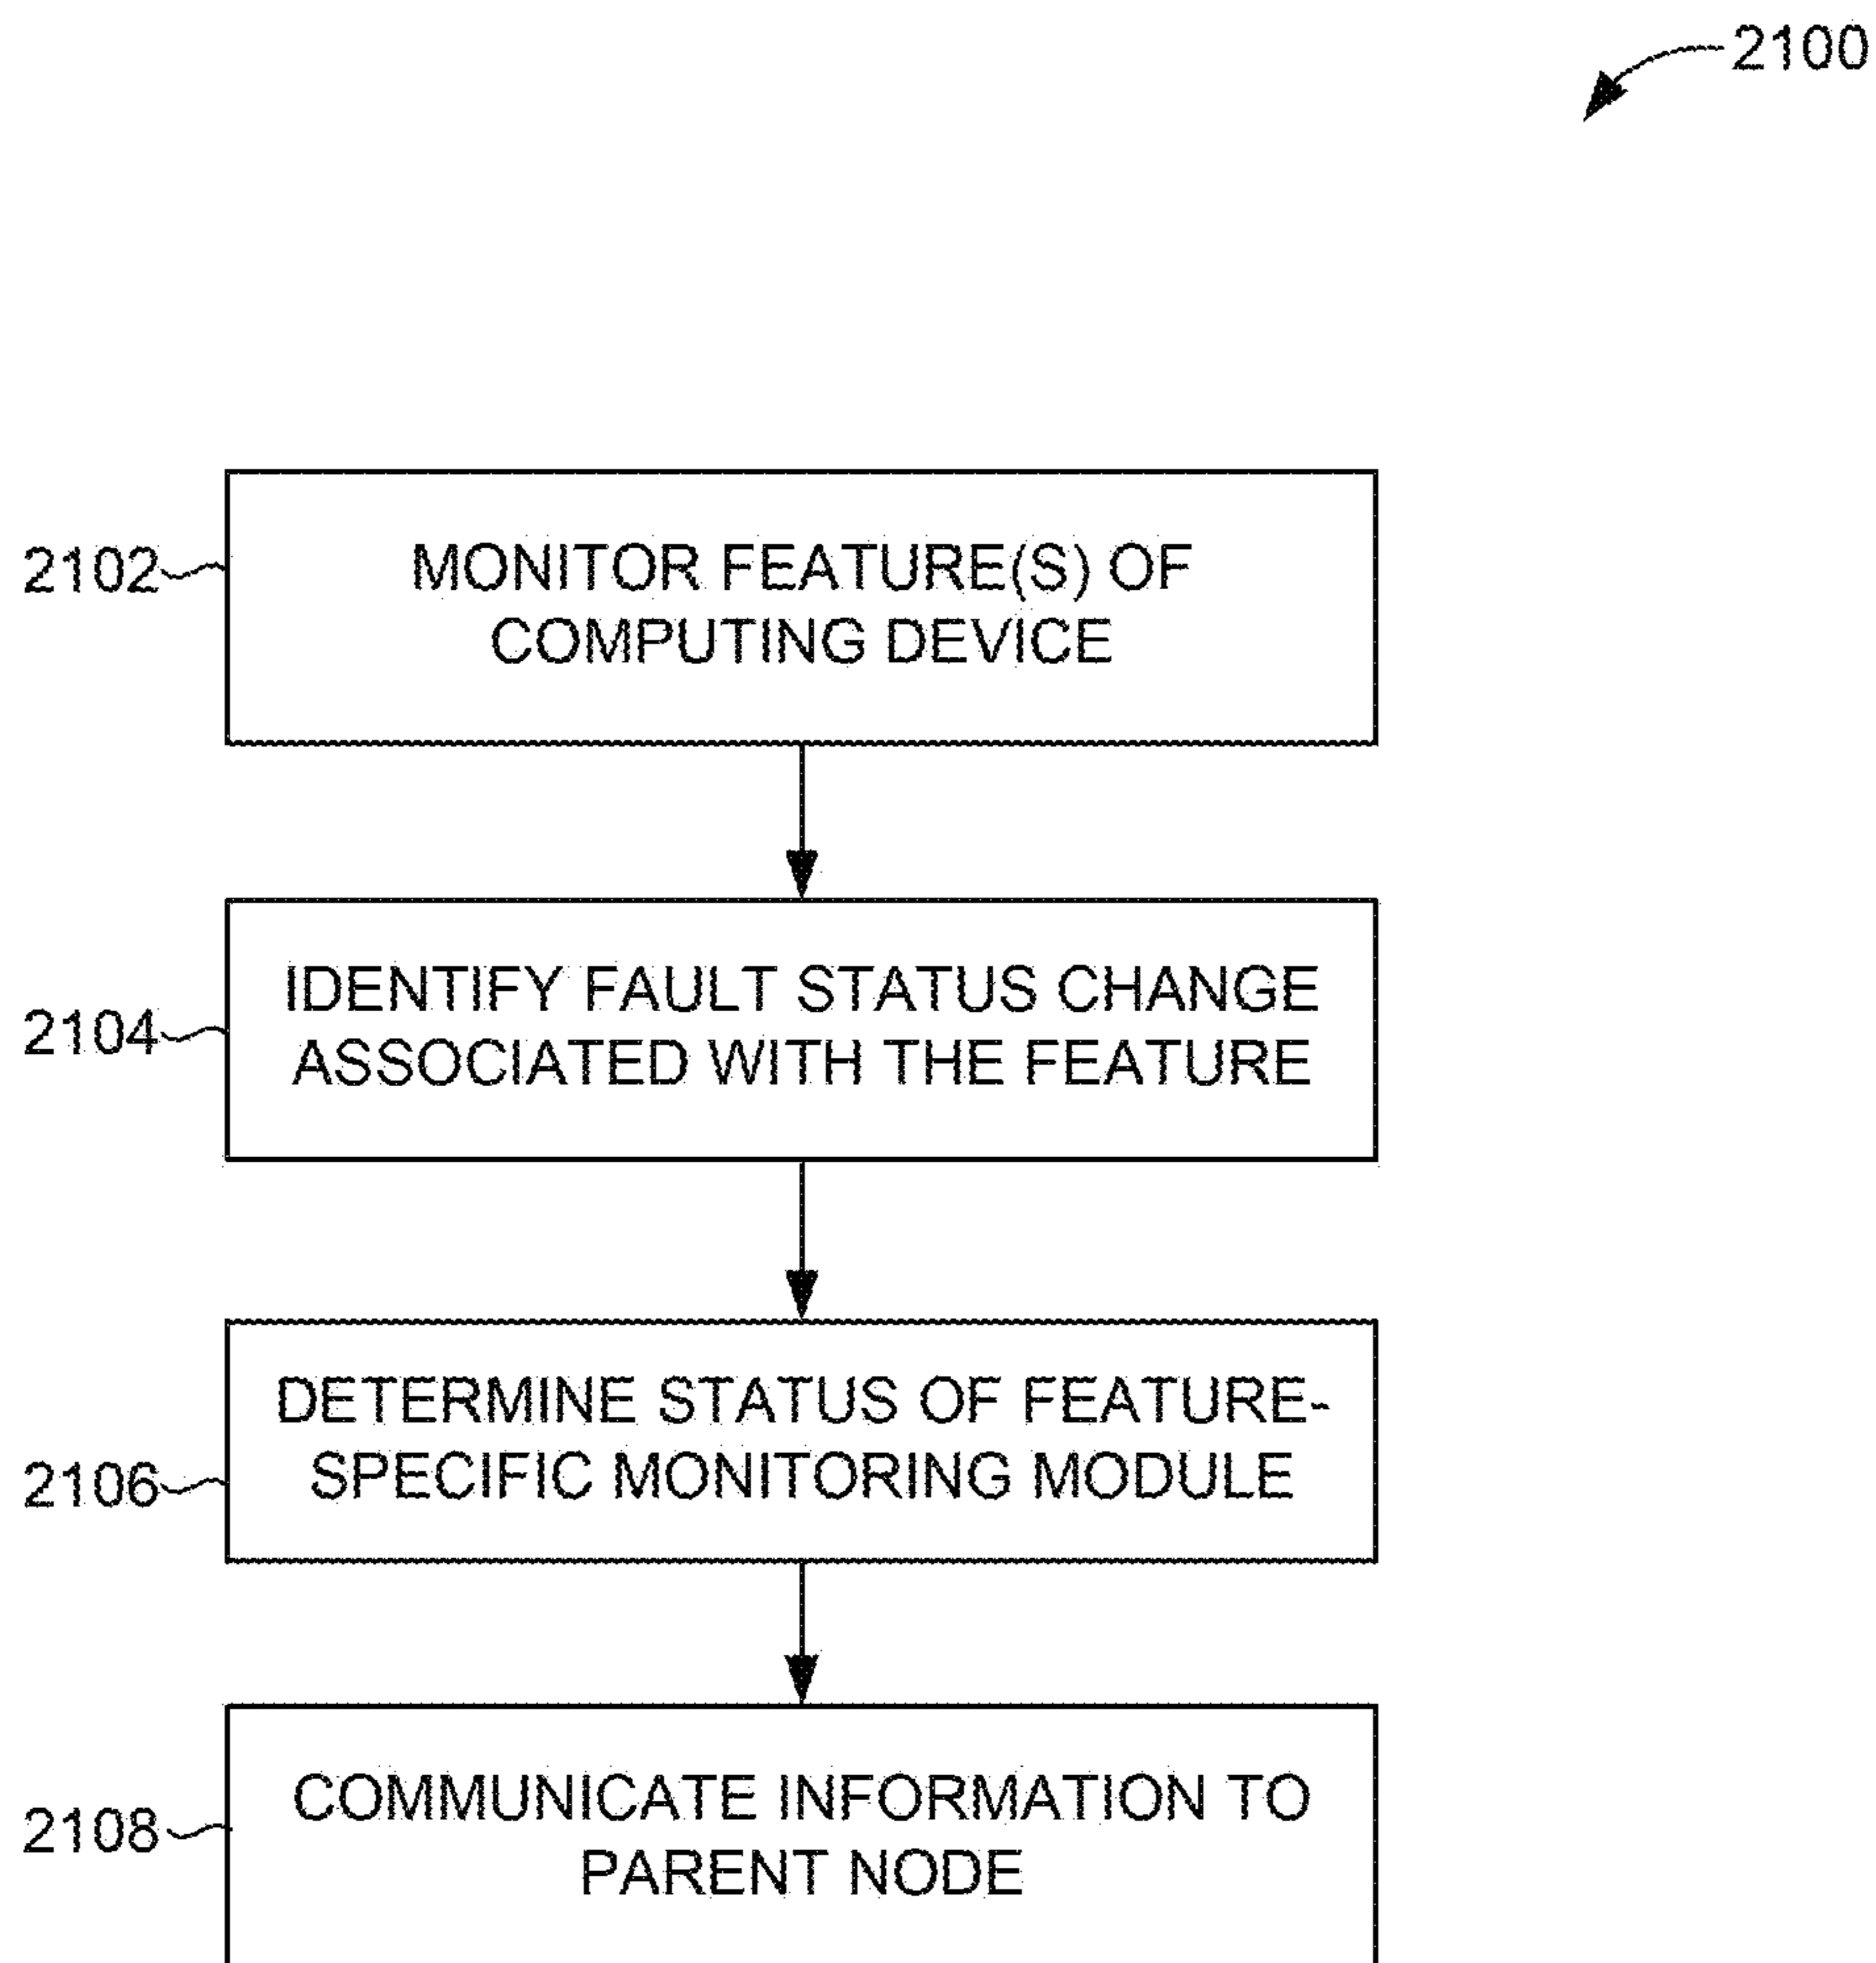 2100
2102
MONITOR FEATURE(S) OF
COMPUTING DEVICE
2104
IDENTIFY FAULT STATUS CHANGE
ASSOCIATED WITH THE FEATURE
2106
DETERMINE STATUS OF FEATURE-
SPECIFIC MONITORING MODULE
2108
COMMUNICATE INFORMATION TO
PARENT NODE